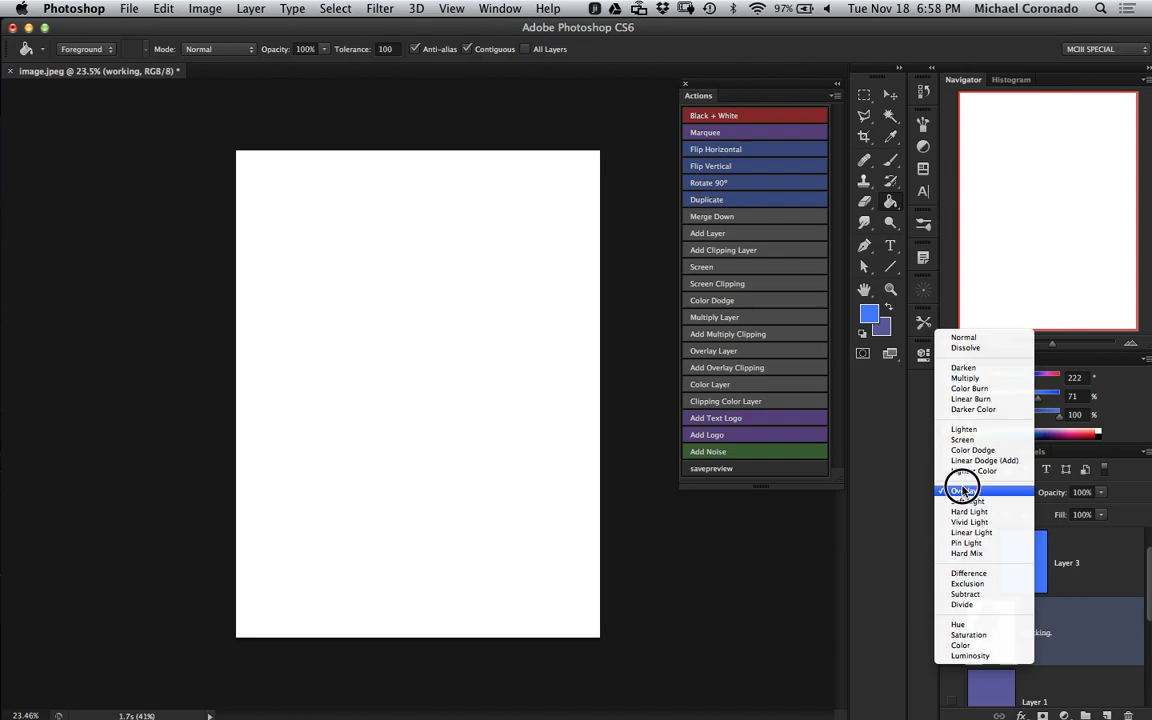 Photoshop File Edit Image Layer Type Select Filter 3D View Window Help 97% Tue Nov 18 6:58 PM Michael Coronado
Adobe Photoshop CS6
Foreground Mode: Normal Opacity: 100% Tolerance: 100 Anti-alias Contiguous All Layers MCIII SPECIAL
image.jpeg @ 23.5% (working, RGB/8) *
Navigator Histogram
Actions
Black + White
Marquee
Flip Horizontal
Flip Vertical
Rotate 90°
Duplicate
Merge Down
Add Layer
Add Clipping Layer
Screen
Screen Clipping
Color Dodge
Multiply Layer
Add Multiply Clipping
Overlay Layer
Add Overlay Clipping
Color Layer
Clipping Color Layer
Add Text Logo
Add Logo
Add Noise
savepreview
Normal
Dissolve
Darken
Multiply
Color Burn
Linear Burn
Darker Color
Lighten
Screen
Color Dodge
Linear Dodge (Add)
Color
Hard Light
Vivid Light
Linear Light
Pin Light
Hard Mix
Difference
Exclusion
Subtract
Divide
Hue
Saturation
Color
Luminosity
222 °
71 %
100 %
Opacity: 100%
Fill: 100%
Layer 3
Layer 1
23.46% 1.7s (41%)